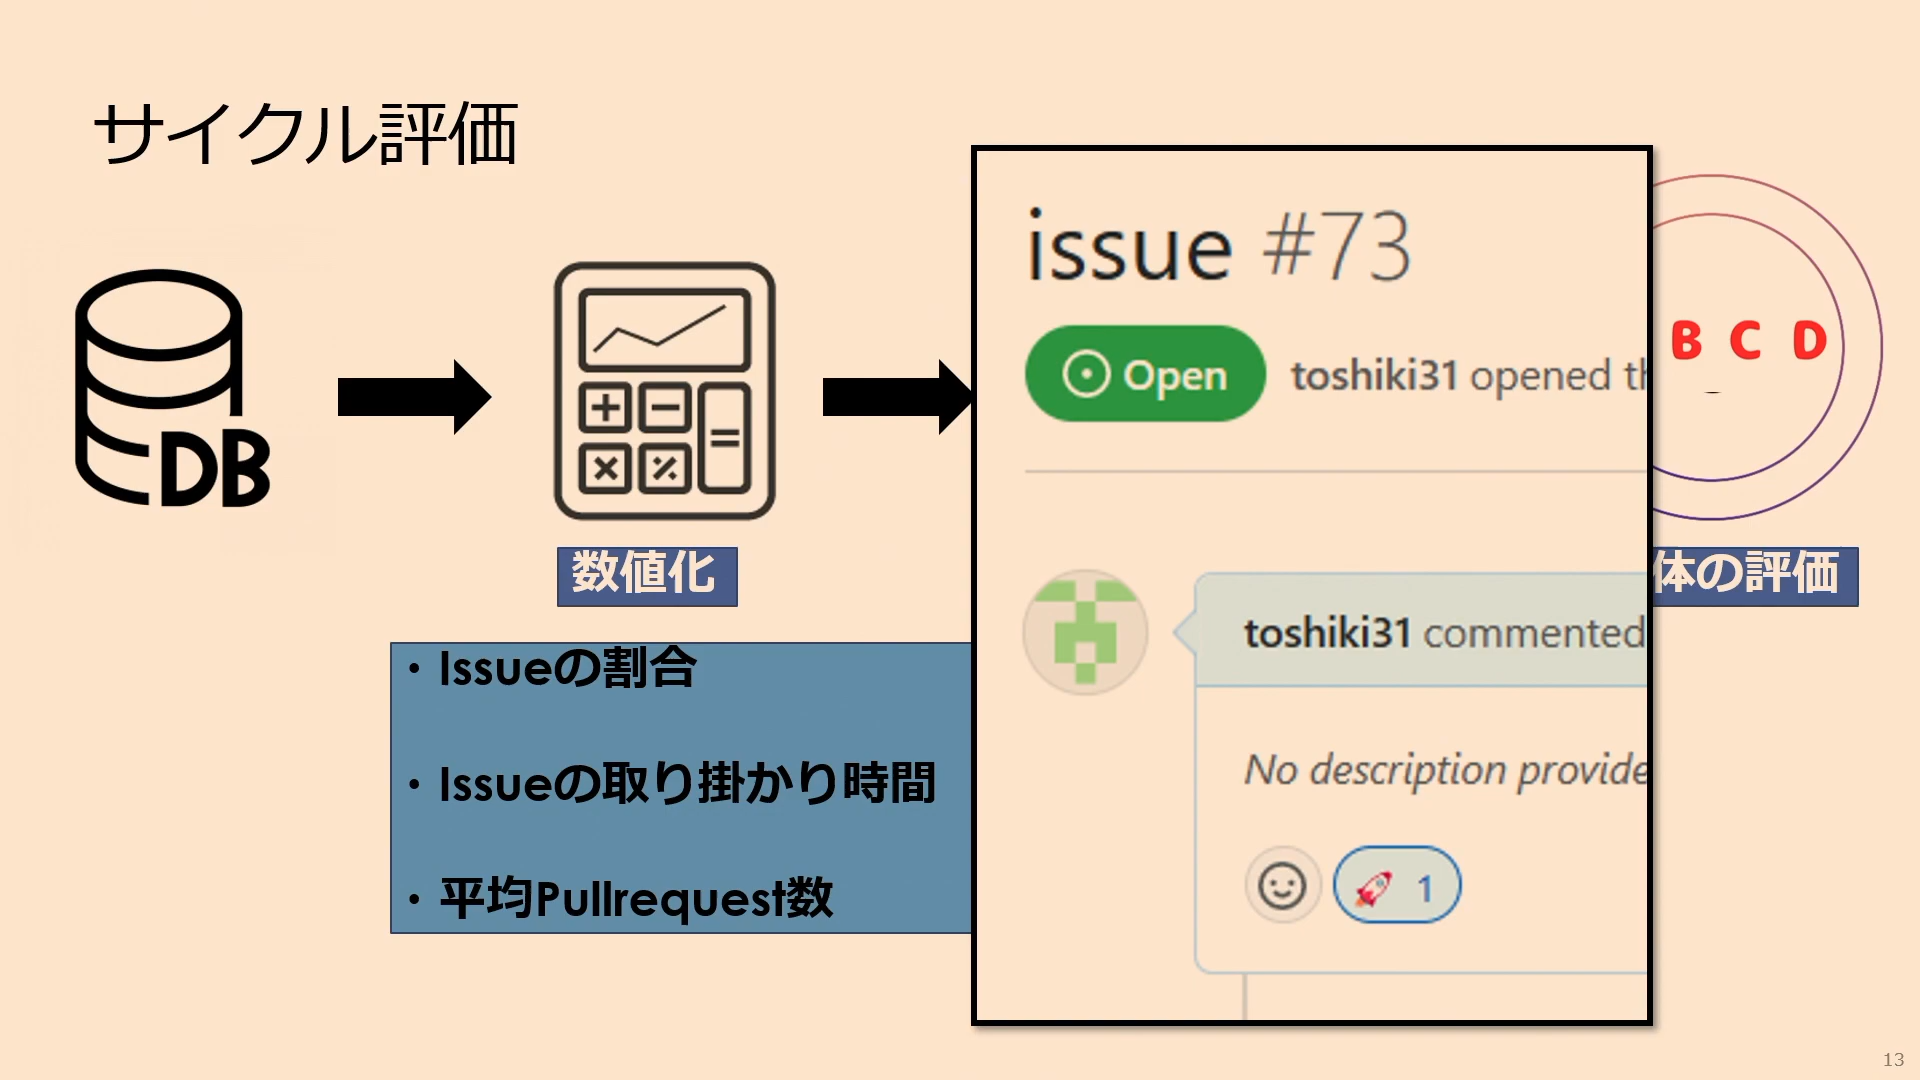 サイクル評価
DB
数値化
・Issueの割合
・Issueの取り掛かり時間
・平均Pullrequest数
issue #73
Open
toshiki31 opened th
toshiki31 commented
No description provide
1
B C D
体の評価
13